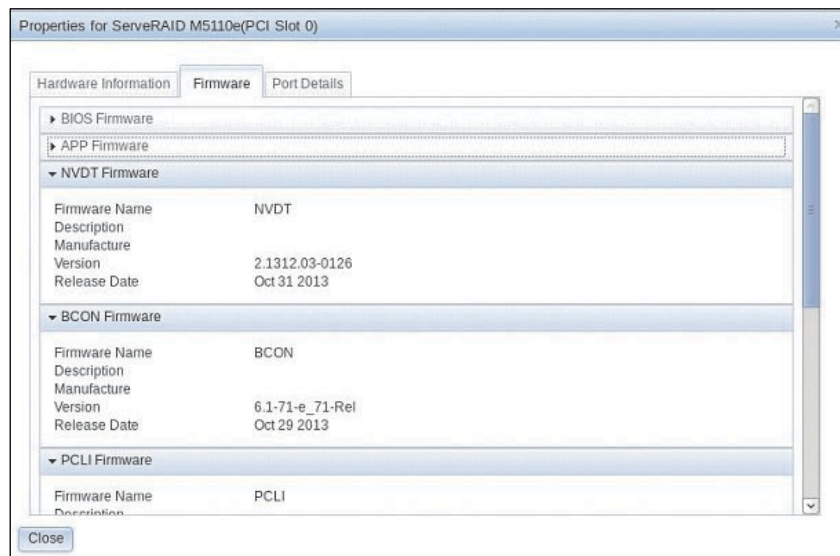 Properties for ServeRAID M5110e(PCI Slot 0)
Hardware Information Firmware Port Details
BIOS Firmware
APP Firmware
NVDT Firmware
Firmware Name NVDT
Description
Manufacture
Version 2.1312.03-0126
Release Date Oct 31 2013
BCON Firmware
Firmware Name BCON
Description
Manufacture
Version 6.1-71-e_71-Rel
Release Date Oct 29 2013
PCLI Firmware
Firmware Name PCLI
Description
Close